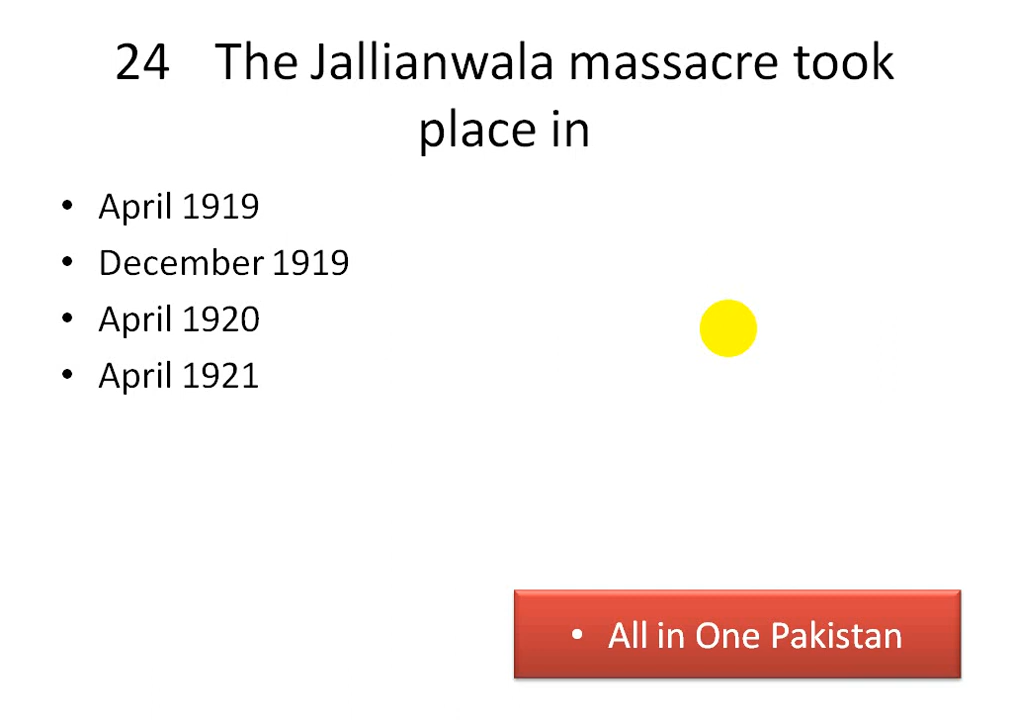 24 The Jallianwala massacre took
place in
• April 1919
• December 1919
• April 1920
• April 1921
• All in One Pakistan